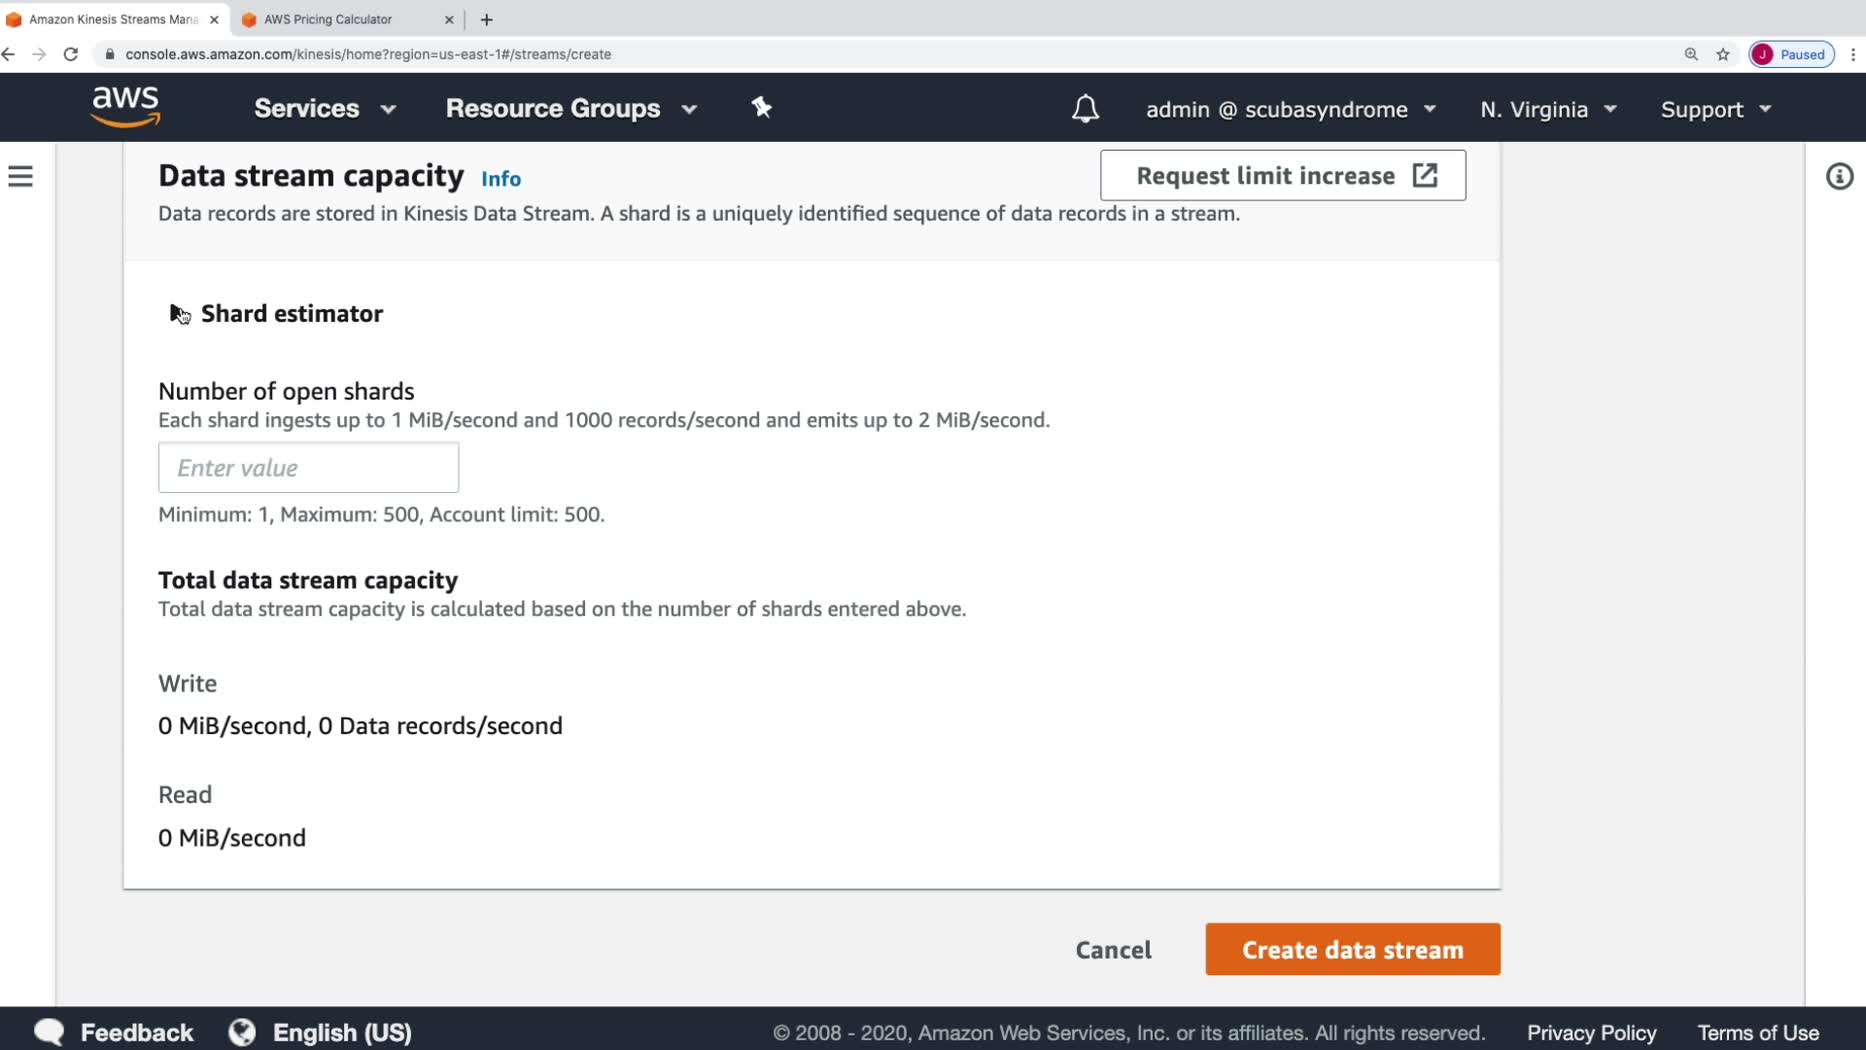 Amazon Kinesis Streams Mana
AWS Pricing Calculator
console.aws.amazon.com/kinesis/home?region=us-east-1#/streams/create
J Paused
aws Services Resource Groups admin @ scubasyndrome N. Virginia Support
Data stream capacity Info
Request limit increase
Data records are stored in Kinesis Data Stream. A shard is a uniquely identified sequence of data records in a stream.
Shard estimator
Number of open shards
Each shard ingests up to 1 MiB/second and 1000 records/second and emits up to 2 MiB/second.
Enter value
Minimum: 1, Maximum: 500, Account limit: 500.
Total data stream capacity
Total data stream capacity is calculated based on the number of shards entered above.
Write
0 MiB/second, 0 Data records/second
Read
0 MiB/second
Cancel Create data stream
Feedback English (US) © 2008 - 2020, Amazon Web Services, Inc. or its affiliates. All rights reserved. Privacy Policy Terms of Use